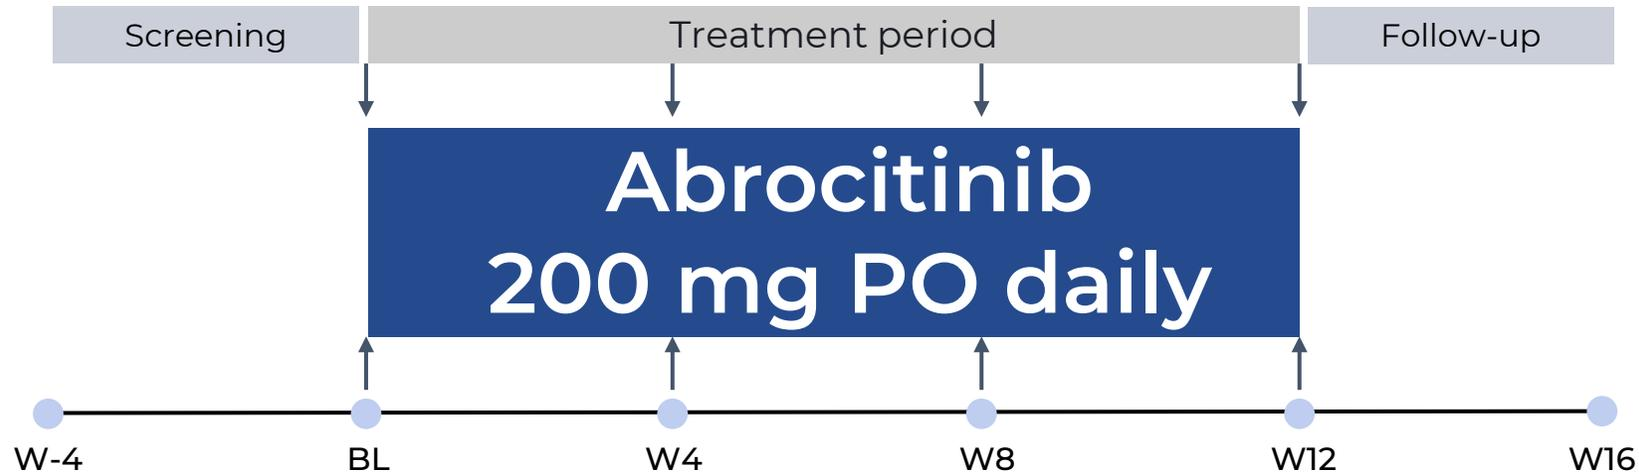 Screening
Treatment period
Follow-up
Abrocitinib
200 mg PO daily
W-4
BL
W4
W8
W12
W16